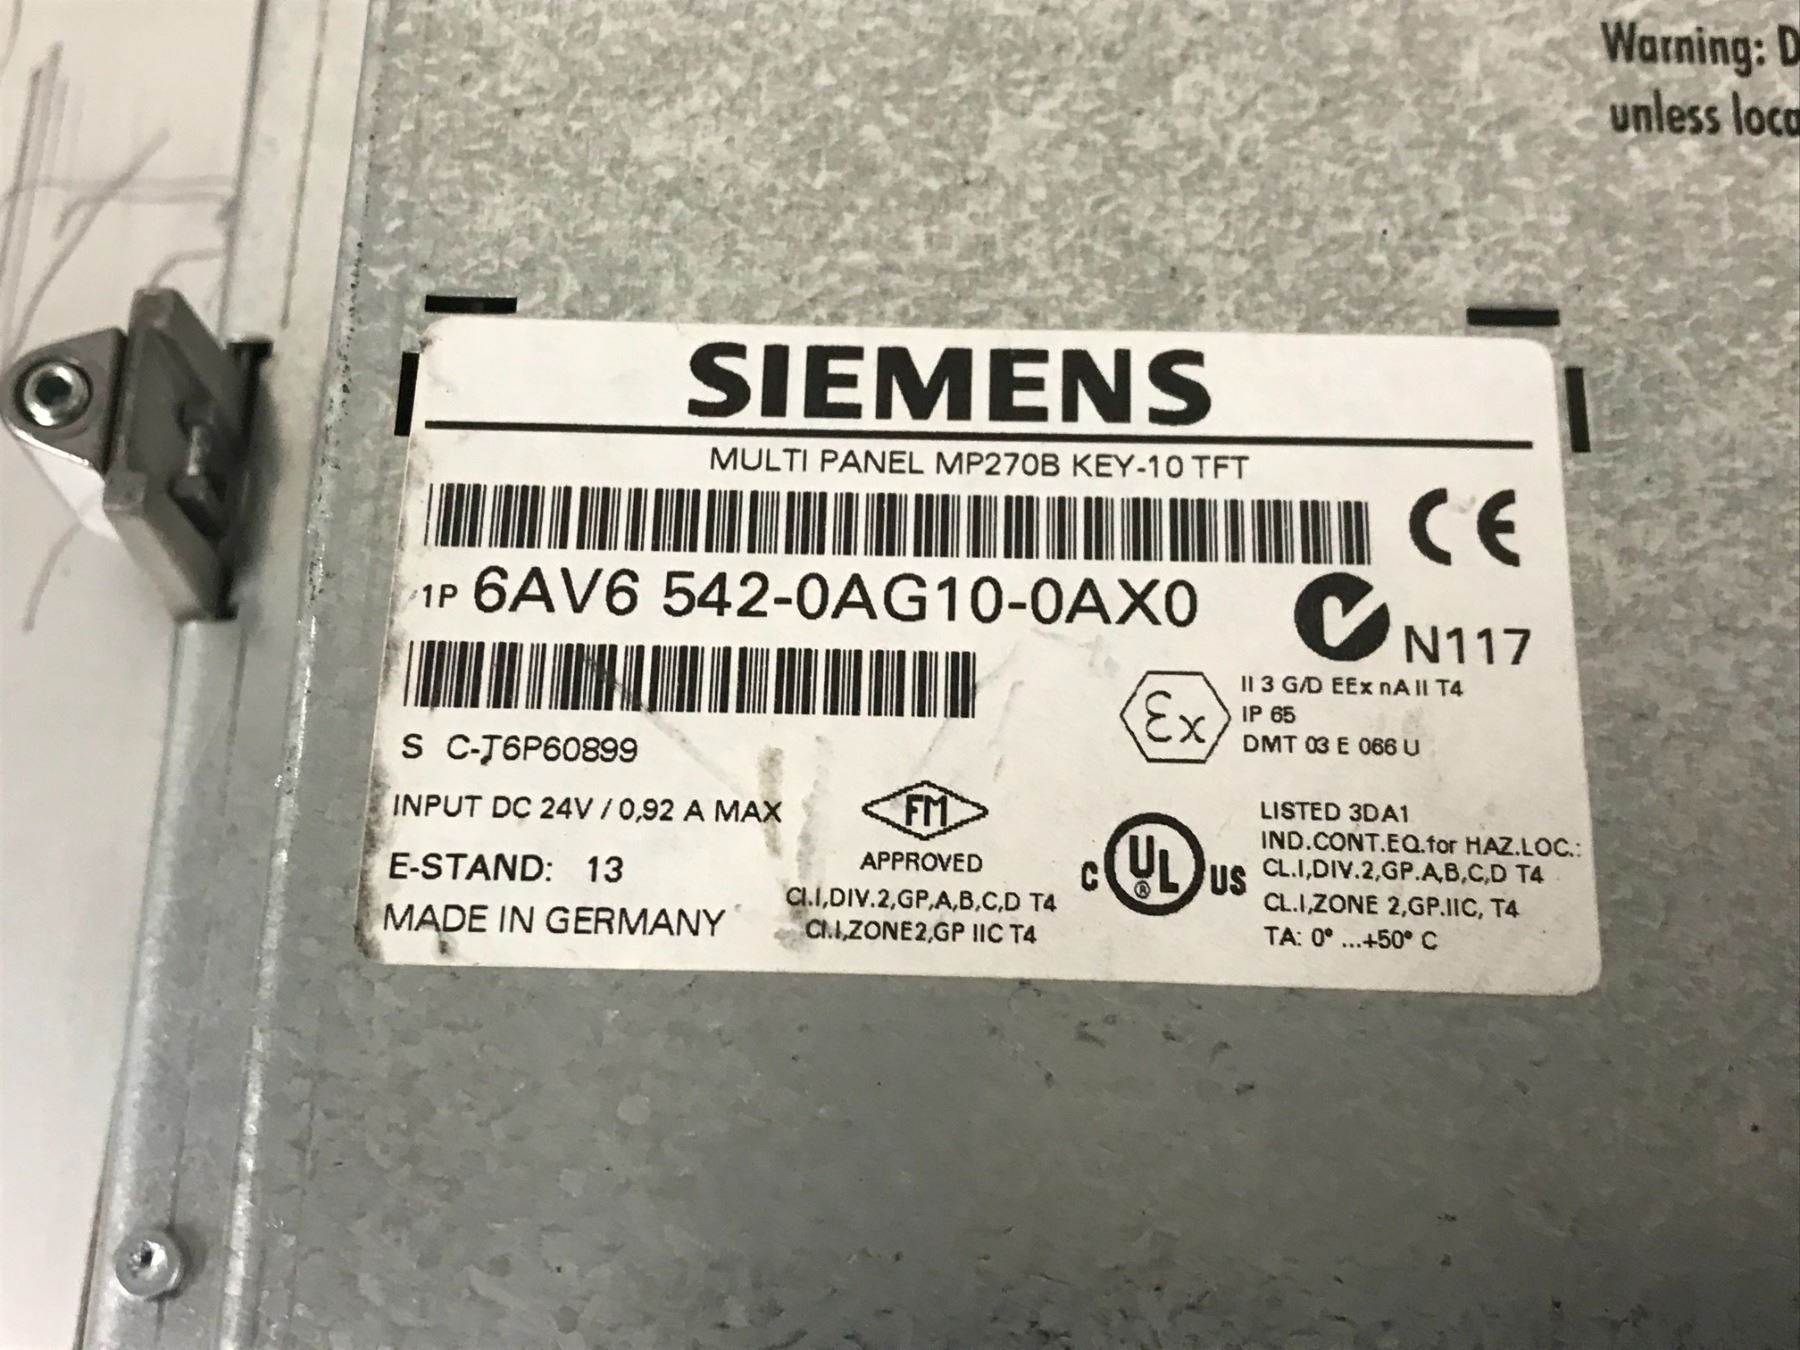 Warning: D
unless loca
SIEMENS
MULTI PANEL MP270B KEY-10 TFT
CE
1P 6AV6 542-0AG10-0AX0
N117
S C-T6P60899
Ex
II 3 G/D EEx nA II T4
IP 65
DMT 03 E 066 U
INPUT DC 24V / 0,92 A MAX
E-STAND: 13
MADE IN GERMANY
FM
APPROVED
CI.I,DIV.2,GP,A,B,C,D T4
CI.I,ZONE2,GP IIC T4
C UL ® US
LISTED 3DA1
IND.CONT.EQ.for HAZ.LOC.:
CL.I,DIV.2,GP.A,B,C,D T4
CL.I,ZONE 2,GP.IIC, T4
TA: 0° ...+50° C